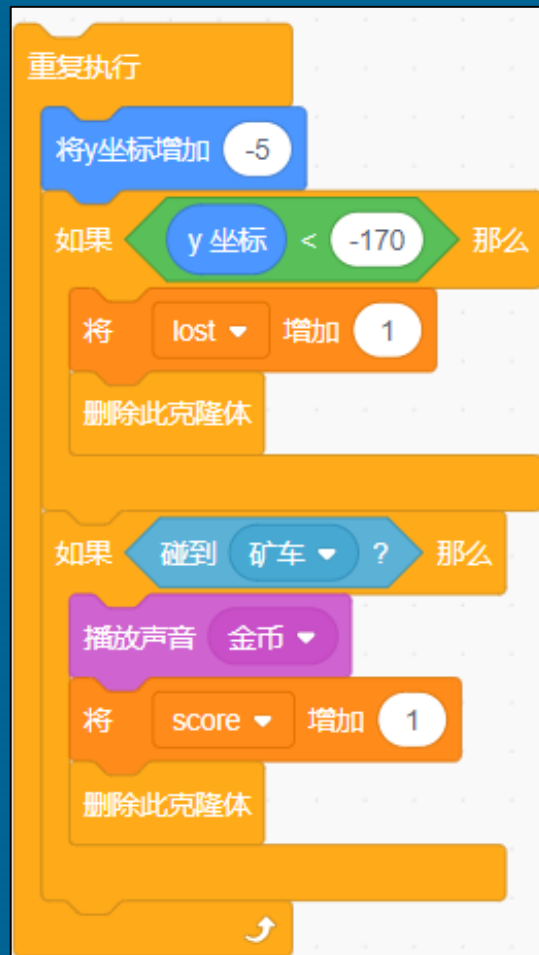 重复执行
将y坐标增加 -5
如果 y 坐标 < -170 那么
将 lost 增加 1
删除此克隆体
如果 碰到 矿车 ? 那么
播放声音 金币
将 score 增加 1
删除此克隆体